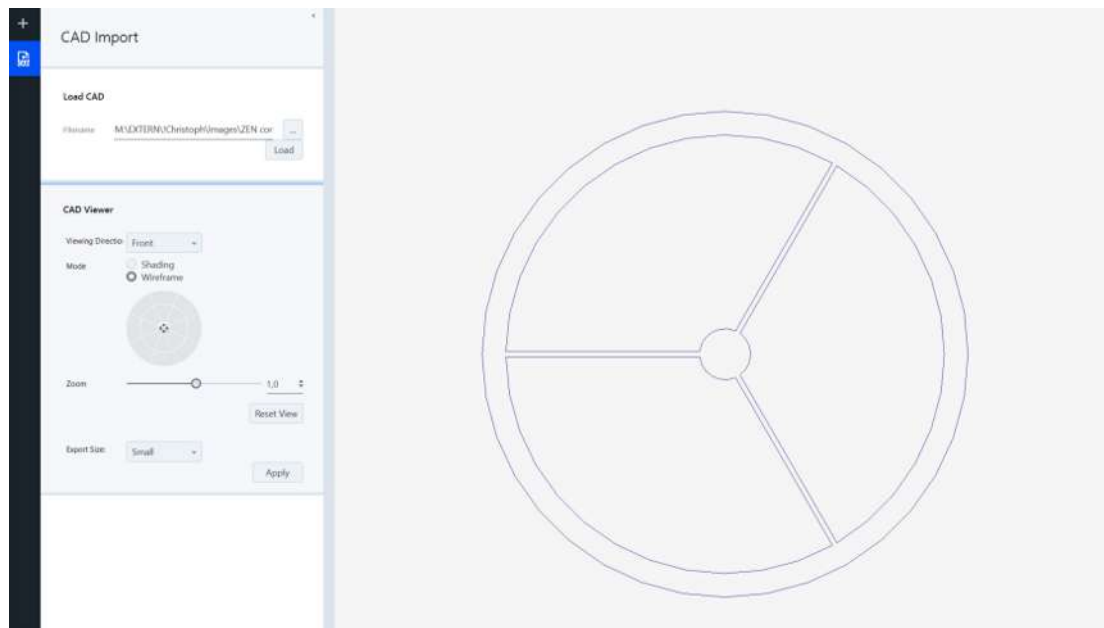 CAD Import
Load CAD
Filename M:\EXTERN\!Christoph\Images\ZEN cor ...
Load
CAD Viewer
Viewing Directio Front
Mode Shading
Wireframe
Zoom 1,0
Reset View
Export Size: Small
Apply